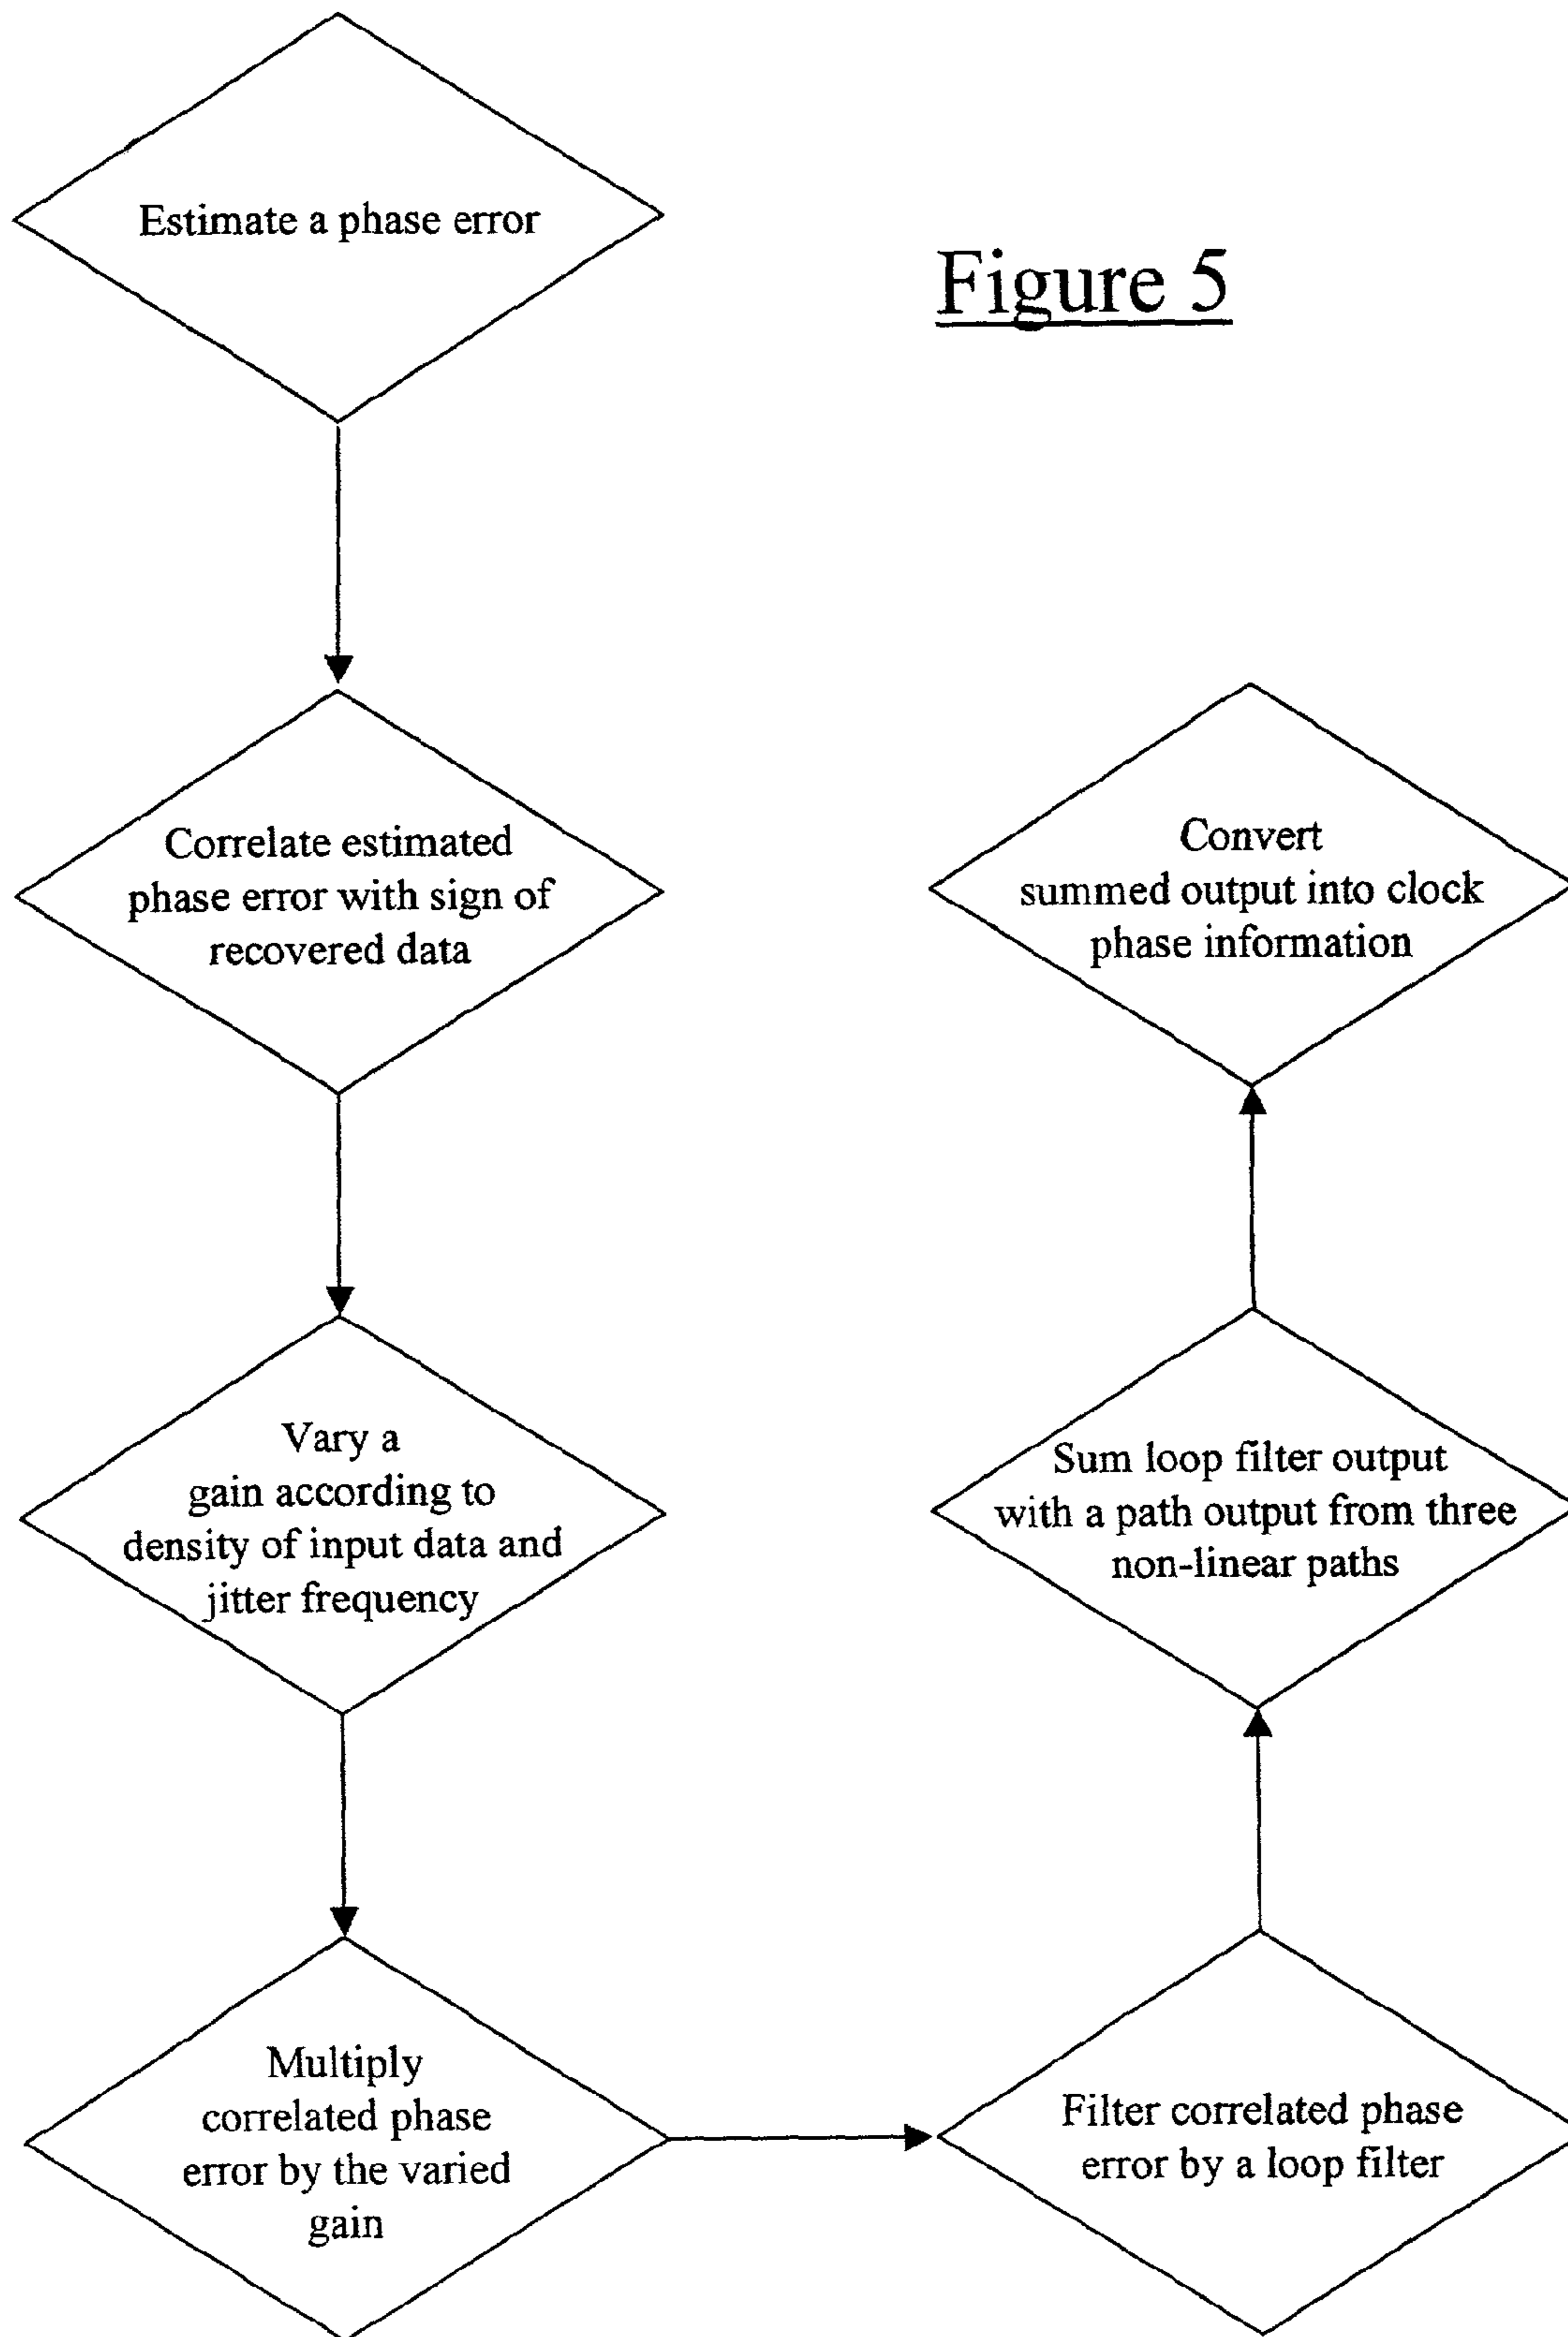 Estimate a phase error
Figure 5
Correlate estimated
phase error with sign of
recovered data
Vary a
gain according to
density of input data and
jitter frequency
Multiply
correlated phase
error by the varied
gain
Filter correlated phase
error by a loop filter
Sum loop filter output
with a path output from three
non-linear paths
Convert
summed output into clock
phase information